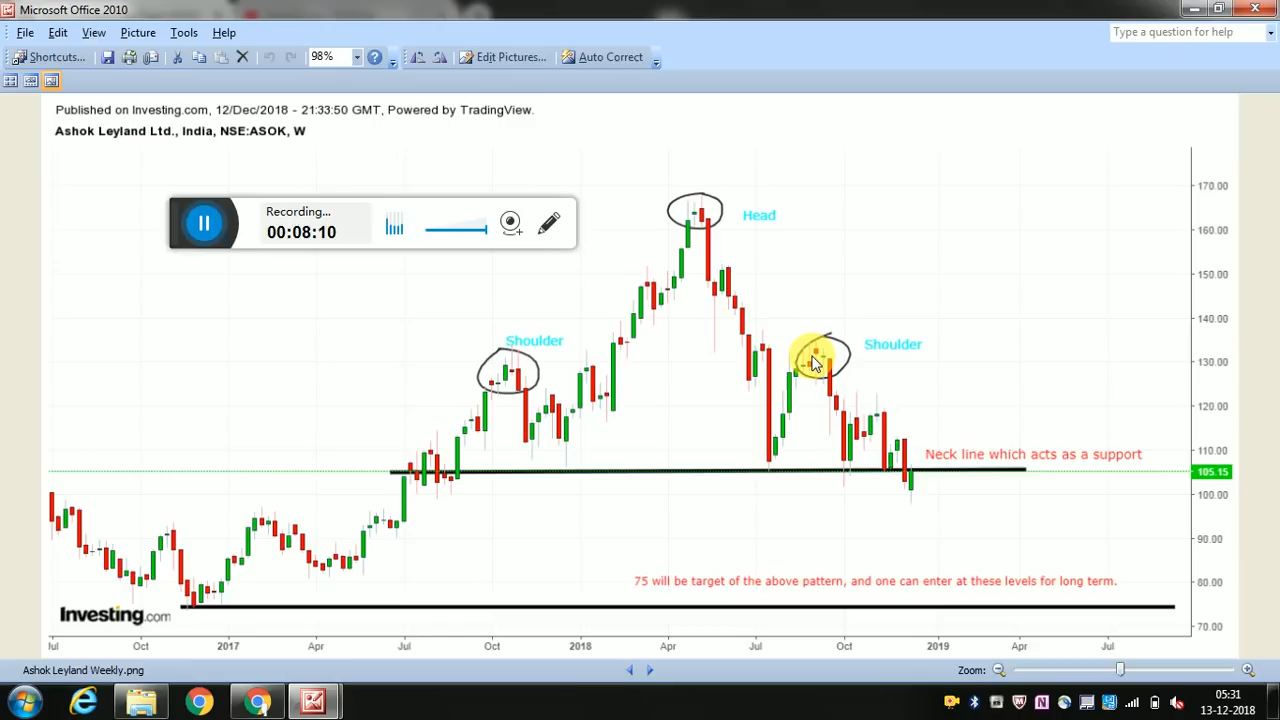 Microsoft Office 2010
File Edit View Picture Tools Help
Type a question for help
Shortcuts... 98% Edit Pictures... Auto Correct
Published on Investing.com, 12/Dec/2018 - 21:33:50 GMT, Powered by TradingView.
Ashok Leyland Ltd., India, NSE:ASOK, W
170.00
Recording...
00:08:10
Head
160.00
150.00
140.00
Shoulder
Shoulder
130.00
120.00
110.00
Neck line which acts as a support
105.15
100.00
90.00
75 will be target of the above pattern, and one can enter at these levels for long term.
80.00
Investing.com
70.00
Jul Oct 2017 Apr Jul Oct 2018 Apr Jul Oct 2019 Apr Jul
Ashok Leyland Weekly.png
Zoom:
05:31
13-12-2018